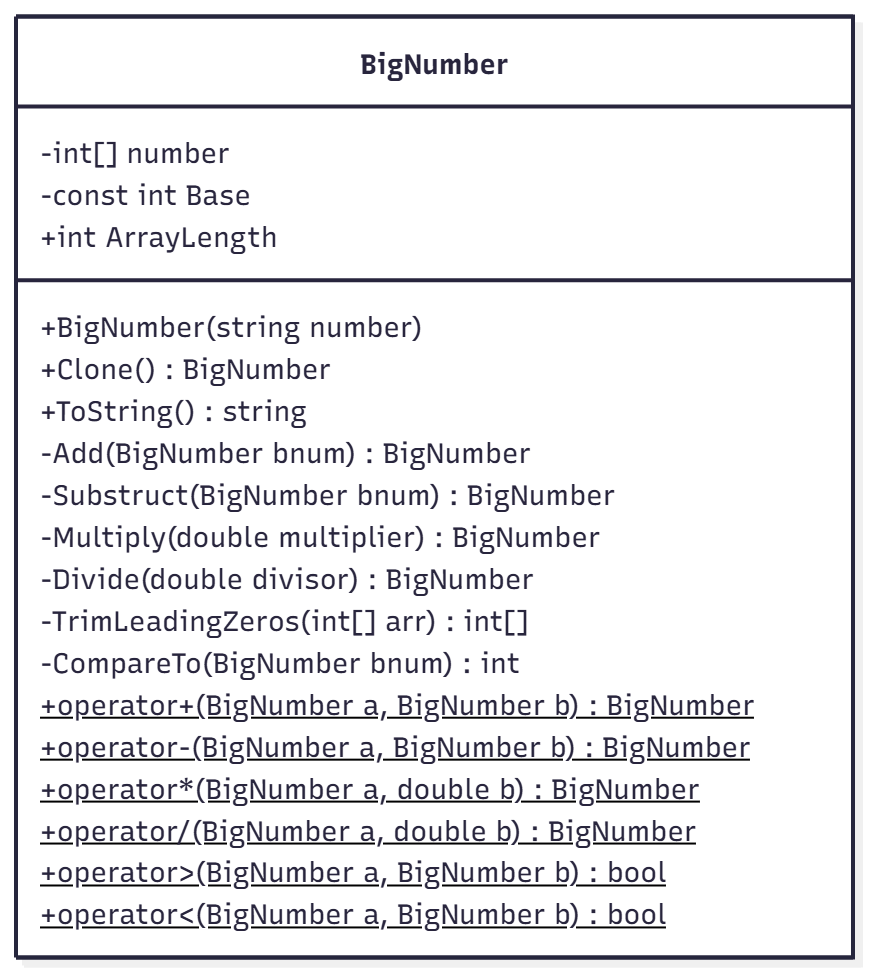 BigNumber
-int[] number
-const int Base
+int ArrayLength
+BigNumber(string number)
+Clone() : BigNumber
+ToString() : string
-Add(BigNumber bnum) : BigNumber
-Substruct(BigNumber bnum) : BigNumber
-Multiply(double multiplier) : BigNumber
-Divide(double divisor) : BigNumber
-TrimLeadingZeros(int[] arr) : int[]
-CompareTo(BigNumber bnum) : int
+operator+(BigNumber a, BigNumber b) : BigNumber
+operator-(BigNumber a, BigNumber b) : BigNumber
+operator*(BigNumber a, double b) : BigNumber
+operator/(BigNumber a, double b) : BigNumber
+operator>(BigNumber a, BigNumber b) : bool
+operator<(BigNumber a, BigNumber b) : bool